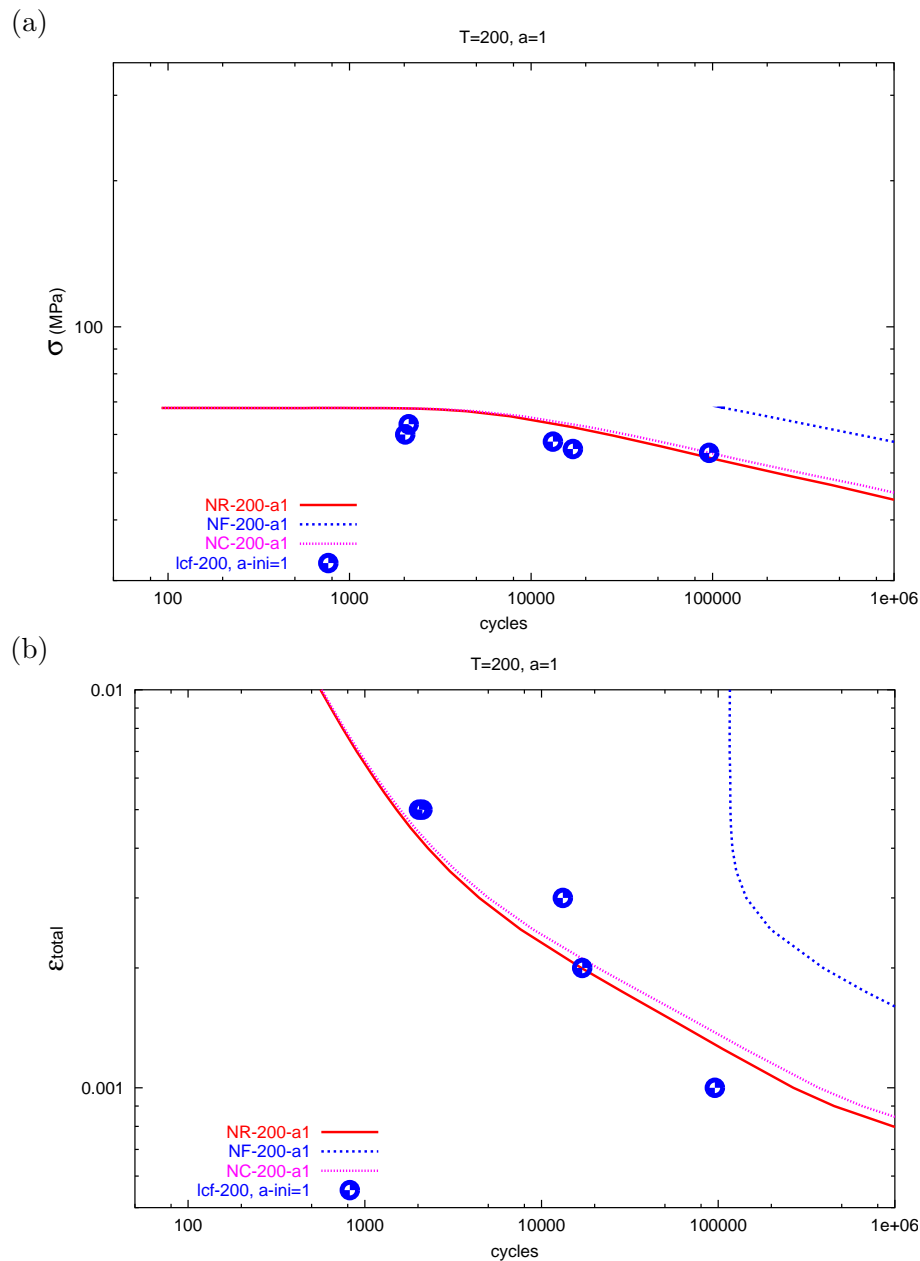 (a)
T=200, a=1
σ (MPa)
100
NR-200-a1
NF-200-a1
NC-200-a1
lcf-200, a-ini=1
100 1000 10000 100000 1e+06
cycles
(b)
T=200, a=1
0.01
εtotal
0.001
NR-200-a1
NF-200-a1
NC-200-a1
lcf-200, a-ini=1
100 1000 10000 100000 1e+06
cycles